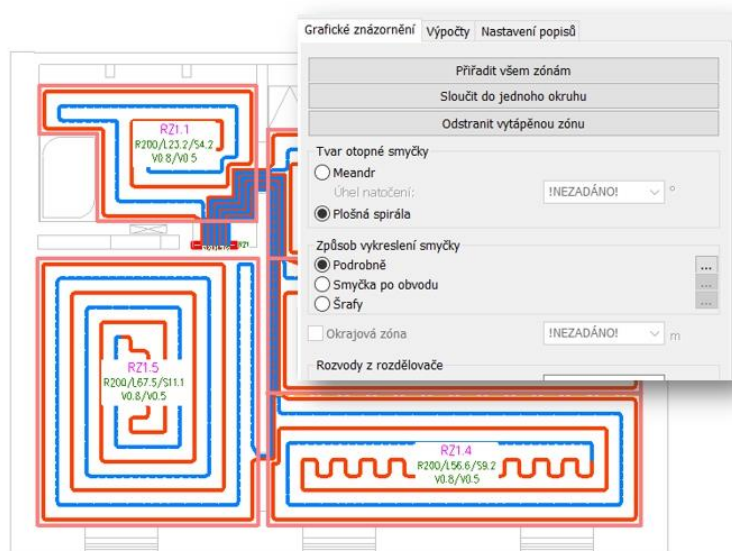 Grafické znázornění
Výpočty
Nastavení popisů
Přiřadit všem zónám
Sloučit do jednoho okruhu
Odstranit vytápěnou zónu
Tvar otopné smyčky
Meandr
Úhel natočení:
!NEZADÁNO!
°
Plošná spirála
Způsob vykreslení smyčky
Podrobně
...
Smyčka po obvodu
...
Šrafy
...
Okrajová zóna
!NEZADÁNO!
m
Rozvody z rozdělovače
RZ1.1
R200/L23.2/S4.2
V0.8/V0.5
RZ1
RZ1.5
R200/L67.5/S11.1
V0.8/V0.5
RZ1.4
R200/L56.6/S9.2
V0.8/V0.5